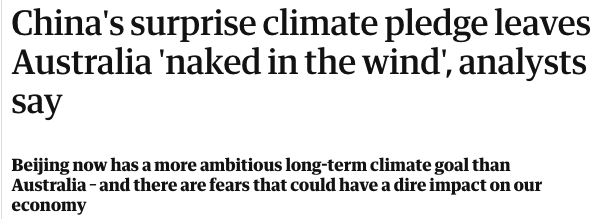 China's surprise climate pledge leaves
Australia 'naked in the wind', analysts
say
Beijing now has a more ambitious long-term climate goal than
Australia – and there are fears that could have a dire impact on our
economy